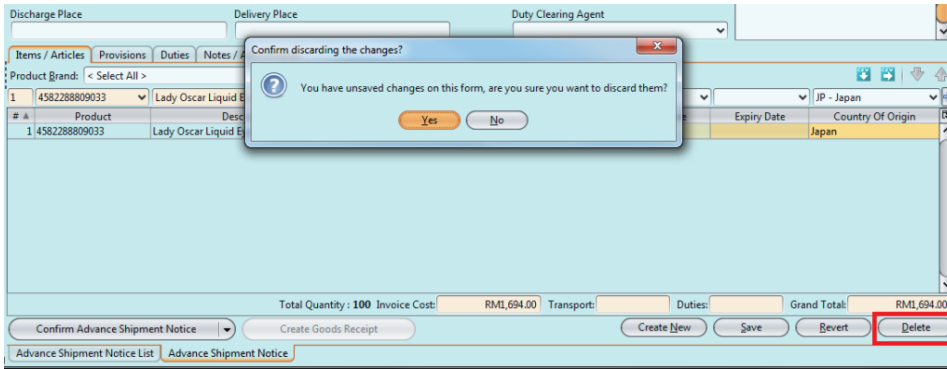 Discharge Place Delivery Place Duty Clearing Agent
Confirm discarding the changes?
Items / Articles Provisions Duties Notes / A
You have unsaved changes on this form, are you sure you want to discard them?
Product Brand: < Select All >
1 4582288809033 Lady Oscar Liquid E JP - Japan
Yes No
# Product Desc Expiry Date Country Of Origin
1 4582288809033 Lady Oscar Liquid Ey Japan
Total Quantity : 100 Invoice Cost: RM1,694.00 Transport: Duties: Grand Total: RM1,694.00
Confirm Advance Shipment Notice Create Goods Receipt Create New Save Revert Delete
Advance Shipment Notice List Advance Shipment Notice